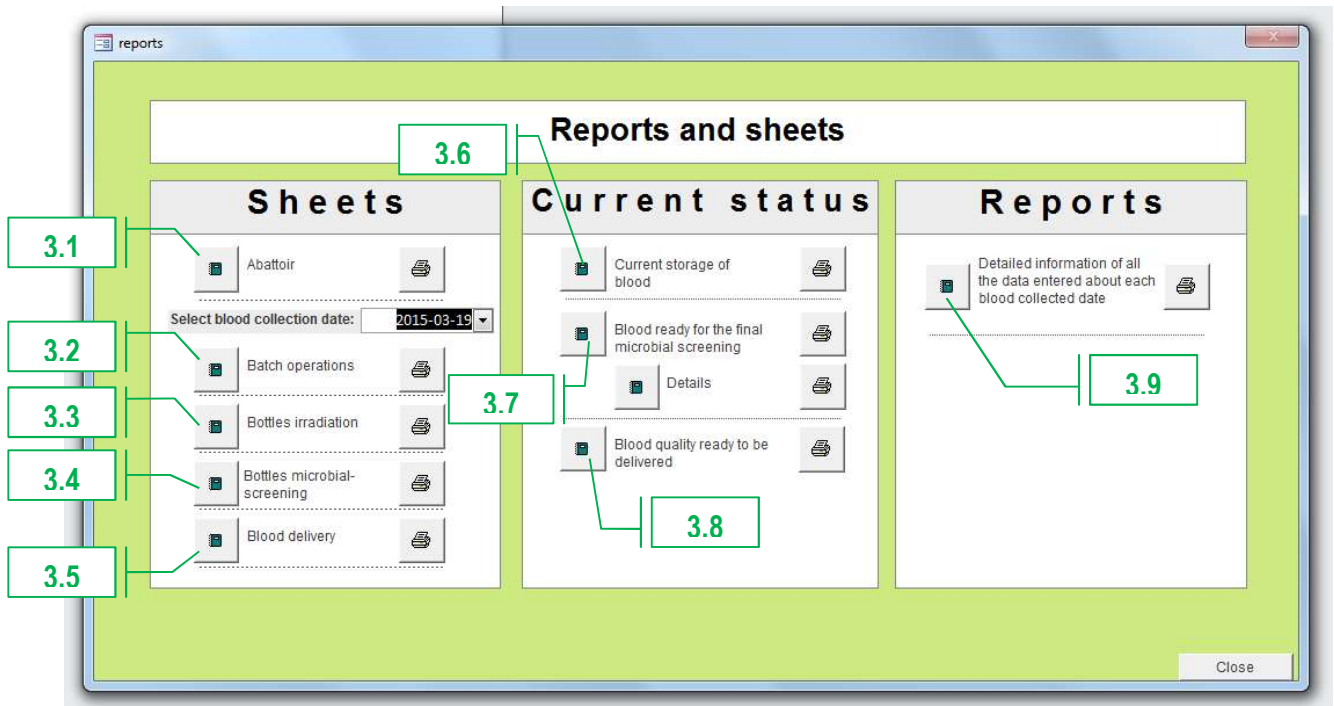 reports
Reports and sheets
3.6
Sheets
3.1
Abattoir
Select blood collection date: 2015-03-19
3.2
Batch operations
3.3
Bottles irradiation
3.4
Bottles microbial-
screening
3.5
Blood delivery
Current status
Current storage of
blood
Blood ready for the final
microbial screening
3.7
Details
Blood quality ready to be
delivered
3.8
Reports
Detailed information of all
the data entered about each
blood collected date
3.9
Close